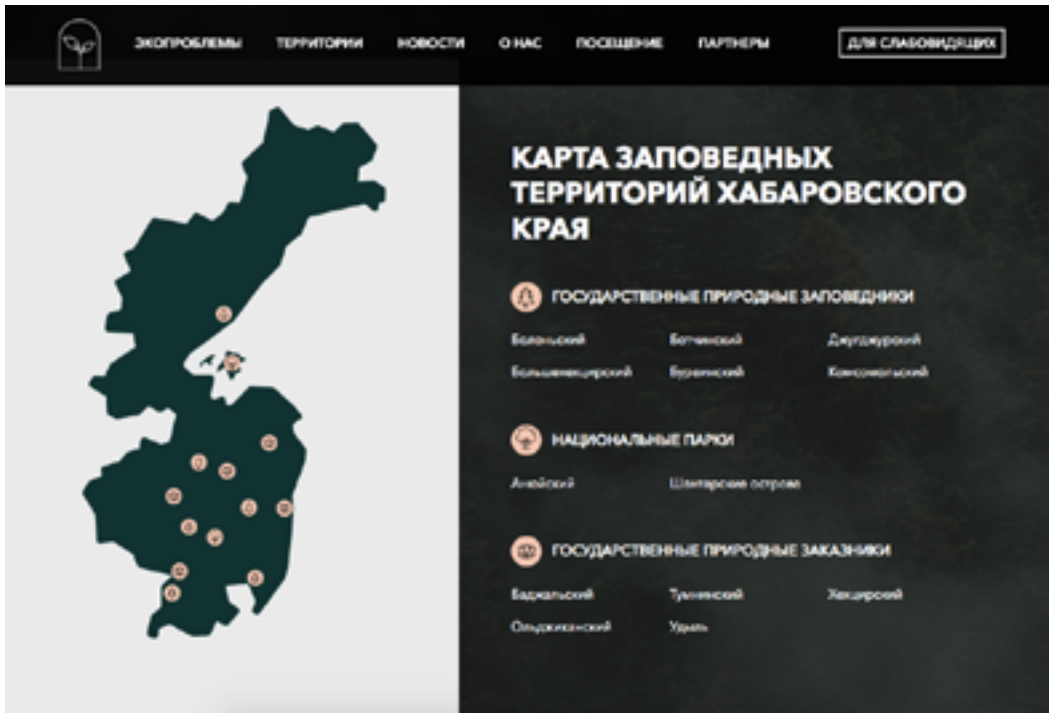 ЭКОПРОБЛЕМЫ ТЕРРИТОРИИ НОВОСТИ О НАС ПОСЕЩЕНИЕ ПАРТНЕРЫ ДЛЯ СЛАБОВИДЯЩИХ
КАРТА ЗАПОВЕДНЫХ
ТЕРРИТОРИЙ ХАБАРОВСКОГО
КРАЯ
ГОСУДАРСТВЕННЫЕ ПРИРОДНЫЕ ЗАПОВЕДНИКИ
Болоньский Ботчинский Джугджурский
Большехехцирский Буреинский Комсомольский
НАЦИОНАЛЬНЫЕ ПАРКИ
Анюйский Шантарские острова
ГОСУДАРСТВЕННЫЕ ПРИРОДНЫЕ ЗАКАЗНИКИ
Баджальский Тумнинский Хехцирский
Ольджиканский Удыль